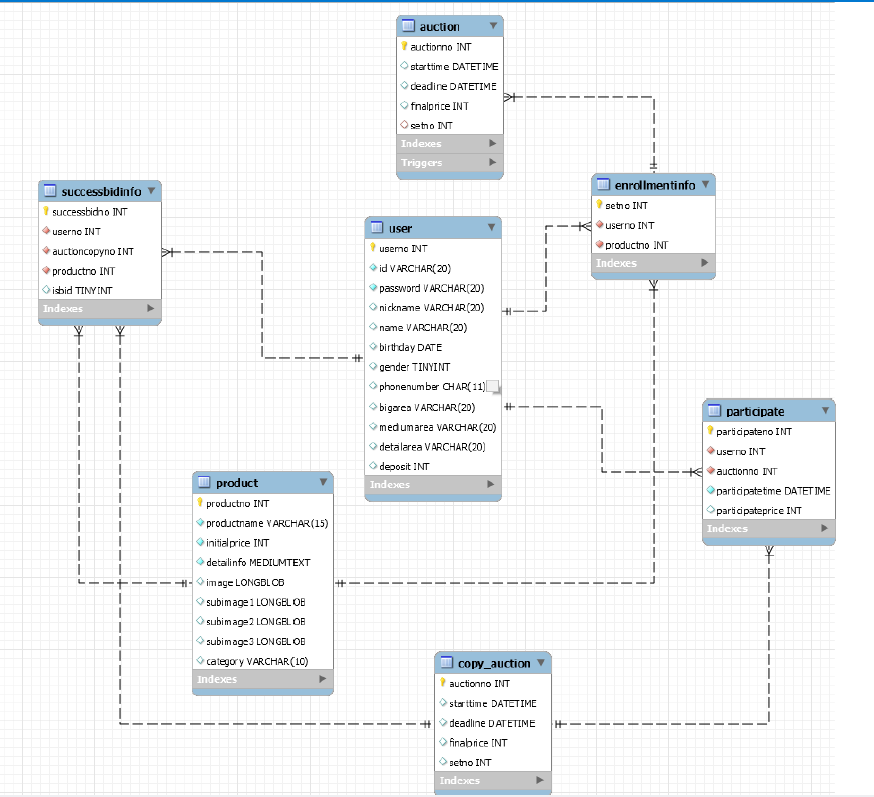 auction
auctionno INT
starttime DATETIME
deadline DATETIME
finalprice INT
setno INT
Indexes
Triggers
successbidinfo
successbidno INT
userno INT
auctioncopyno INT
productno INT
isbid TINYINT
Indexes
user
userno INT
id VARCHAR(20)
password VARCHAR(20)
nickname VARCHAR(20)
name VARCHAR(20)
birthday DATE
gender TINYINT
phonenumber CHAR(11)
bigarea VARCHAR(20)
mediumarea VARCHAR(20)
detailarea VARCHAR(20)
deposit INT
Indexes
enrollmentinfo
setno INT
userno INT
productno INT
Indexes
participate
participateno INT
userno INT
auctionno INT
participatetime DATETIME
participateprice INT
Indexes
product
productno INT
productname VARCHAR(15)
initialprice INT
detailinfo MEDIUMTEXT
image LONGBLOB
subimage1 LONGBLOB
subimage2 LONGBLOB
subimage3 LONGBLOB
category VARCHAR(10)
Indexes
copy_auction
auctionno INT
starttime DATETIME
deadline DATETIME
finalprice INT
setno INT
Indexes